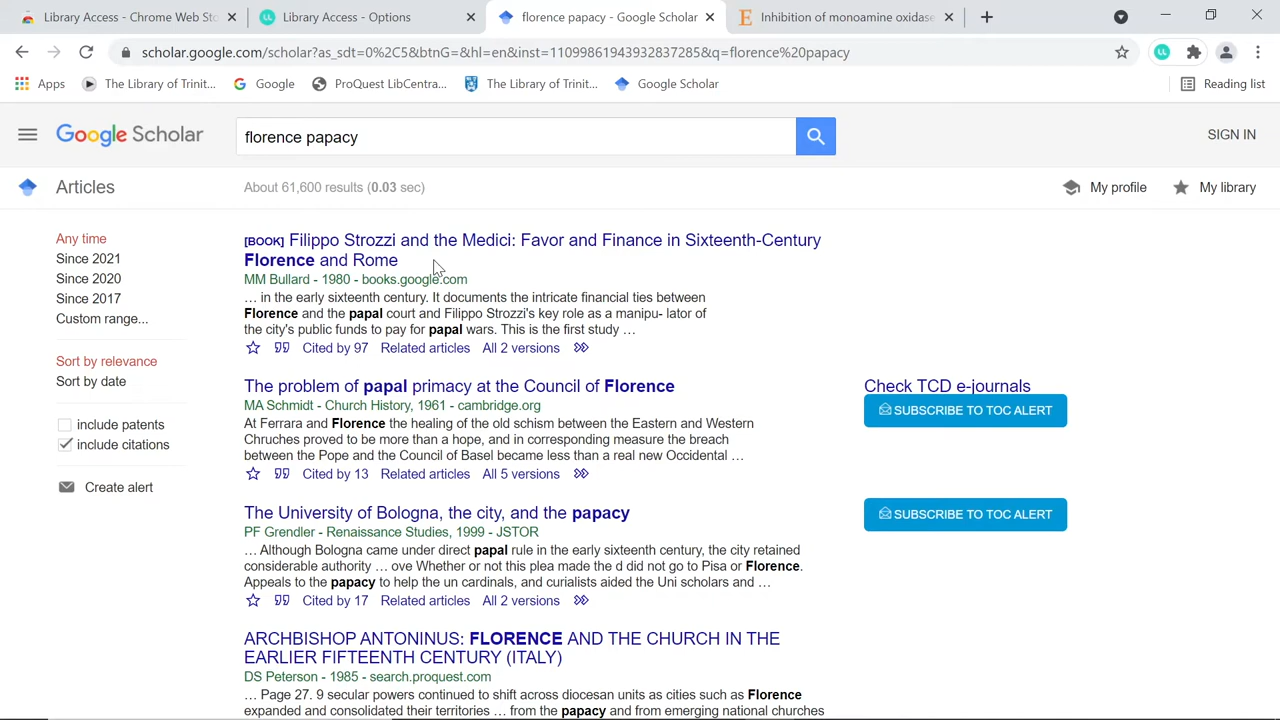 Library Access - Chrome Web Sto
Library Access - Options
florence papacy - Google Scholar
Inhibition of monoamine oxidase
scholar.google.com/scholar?as_sdt=0%2C5&btnG=&hl=en&inst=11099861943932837285&q=florence%20papacy
Apps
The Library of Trinit...
Google
ProQuest LibCentra...
The Library of Trinit...
Google Scholar
Reading list
Google Scholar
florence papacy
SIGN IN
Articles
About 61,600 results (0.03 sec)
My profile
My library
Any time
Since 2021
Since 2020
Since 2017
Custom range...
Sort by relevance
Sort by date
include patents
include citations
Create alert
[BOOK] Filippo Strozzi and the Medici: Favor and Finance in Sixteenth-Century
Florence and Rome
MM Bullard - 1980 - books.google.com
… in the early sixteenth century. It documents the intricate financial ties between
Florence and the papal court and Filippo Strozzi's key role as a manipu- lator of
the city's public funds to pay for papal wars. This is the first study …
Cited by 97 Related articles All 2 versions
The problem of papal primacy at the Council of Florence
MA Schmidt - Church History, 1961 - cambridge.org
At Ferrara and Florence the healing of the old schism between the Eastern and Western
Chruches proved to be more than a hope, and in corresponding measure the breach
between the Pope and the Council of Basel became less than a real new Occidental …
Cited by 13 Related articles All 5 versions
Check TCD e-journals
SUBSCRIBE TO TOC ALERT
The University of Bologna, the city, and the papacy
PF Grendler - Renaissance Studies, 1999 - JSTOR
… Although Bologna came under direct papal rule in the early sixteenth century, the city retained
considerable authority … ove Whether or not this plea made the d did not go to Pisa or Florence.
Appeals to the papacy to help the un cardinals, and curialists aided the Uni scholars and …
Cited by 17 Related articles All 2 versions
SUBSCRIBE TO TOC ALERT
ARCHBISHOP ANTONINUS: FLORENCE AND THE CHURCH IN THE
EARLIER FIFTEENTH CENTURY (ITALY)
DS Peterson - 1985 - search.proquest.com
… Page 27. 9 secular powers continued to shift across diocesan units as cities such as Florence
expanded and consolidated their territories … from the papacy and from emerging national churches